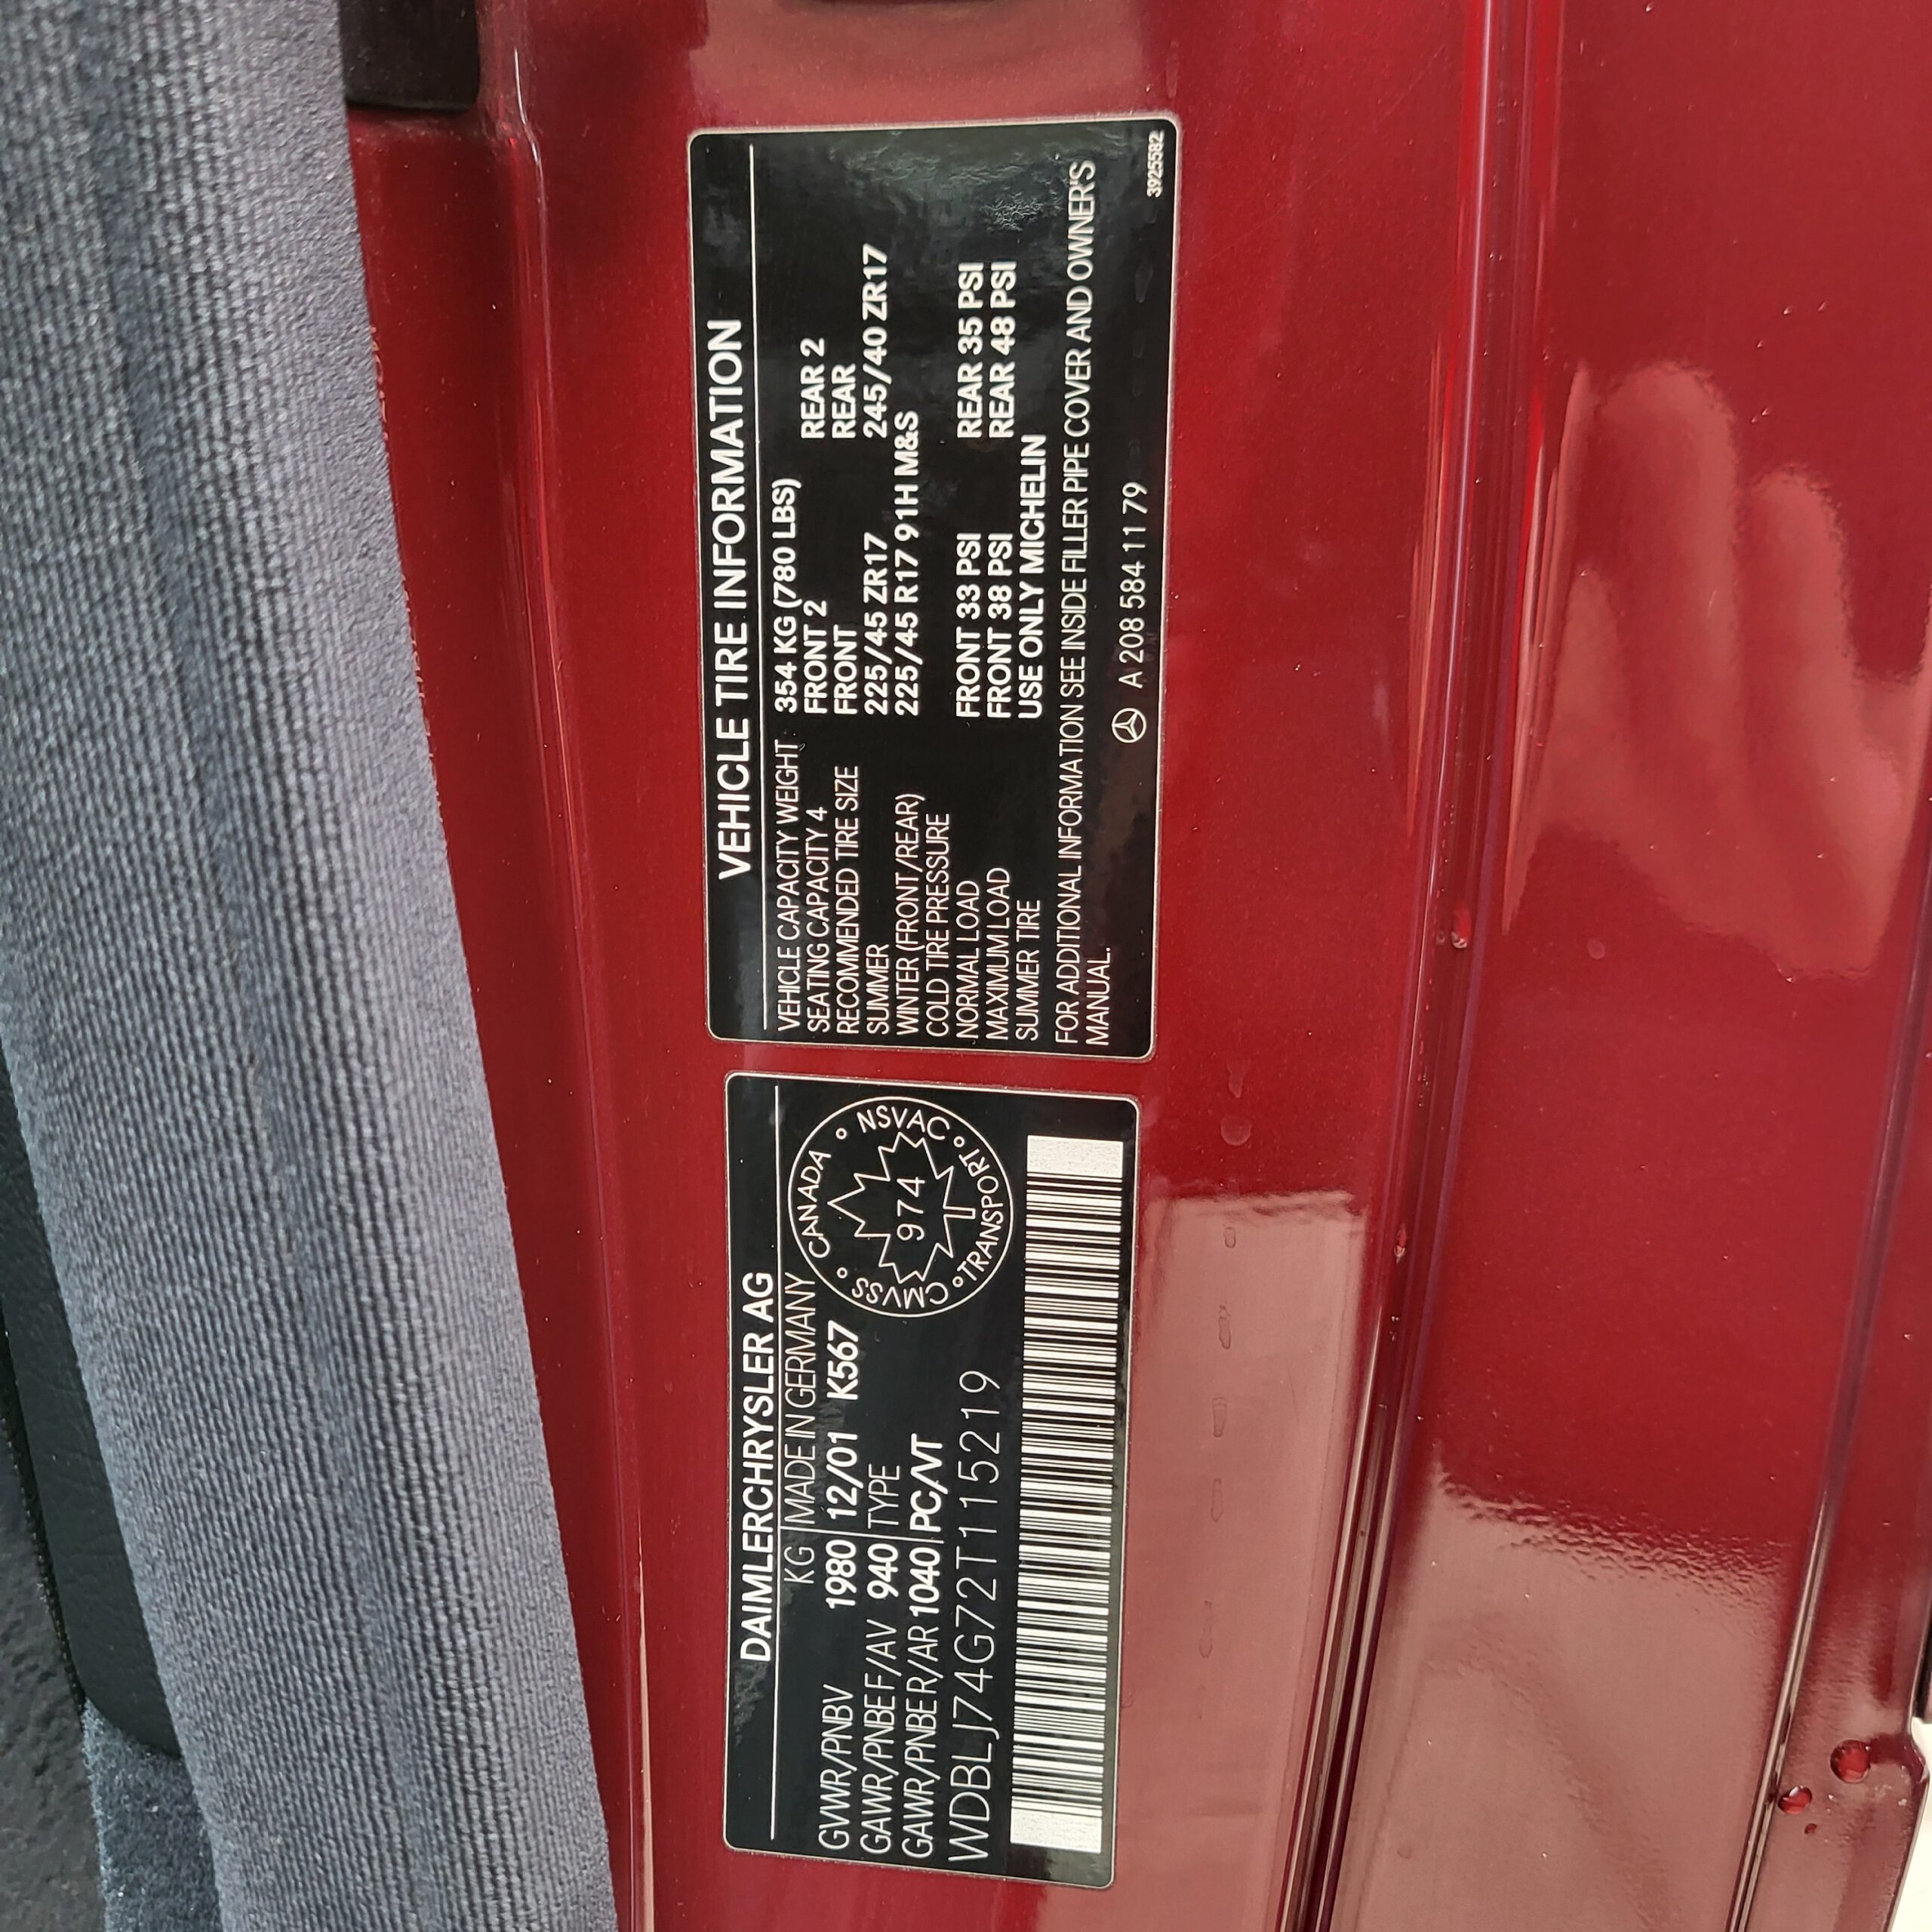 DAIMLERCHRYSLER AG
KG MADE IN GERMANY
GVWR/PNBV 1980 12/01 K567
GAWR/PNBE F/AV 940 TYPE
GAWR/PNBE R/AR 1040 PC/VT
WDBLJ74G72T115219
CANADA
NSVAC
TRANSPORT
CMVSS
974
VEHICLE TIRE INFORMATION
VEHICLE CAPACITY WEIGHT: 354 KG (780 LBS)
SEATING CAPACITY 4 FRONT 2 REAR 2
RECOMMENDED TIRE SIZE FRONT REAR
SUMMER 225/45 ZR17 245/40 ZR17
WINTER (FRONT/REAR) 225/45 R17 91H M&S
COLD TIRE PRESSURE
NORMAL LOAD FRONT 33 PSI REAR 35 PSI
MAXIMUM LOAD FRONT 38 PSI REAR 48 PSI
SUMMER TIRE USE ONLY MICHELIN
FOR ADDITIONAL INFORMATION SEE INSIDE FILLER PIPE COVER AND OWNER'S
MANUAL.
A 208 584 11 79
3925582